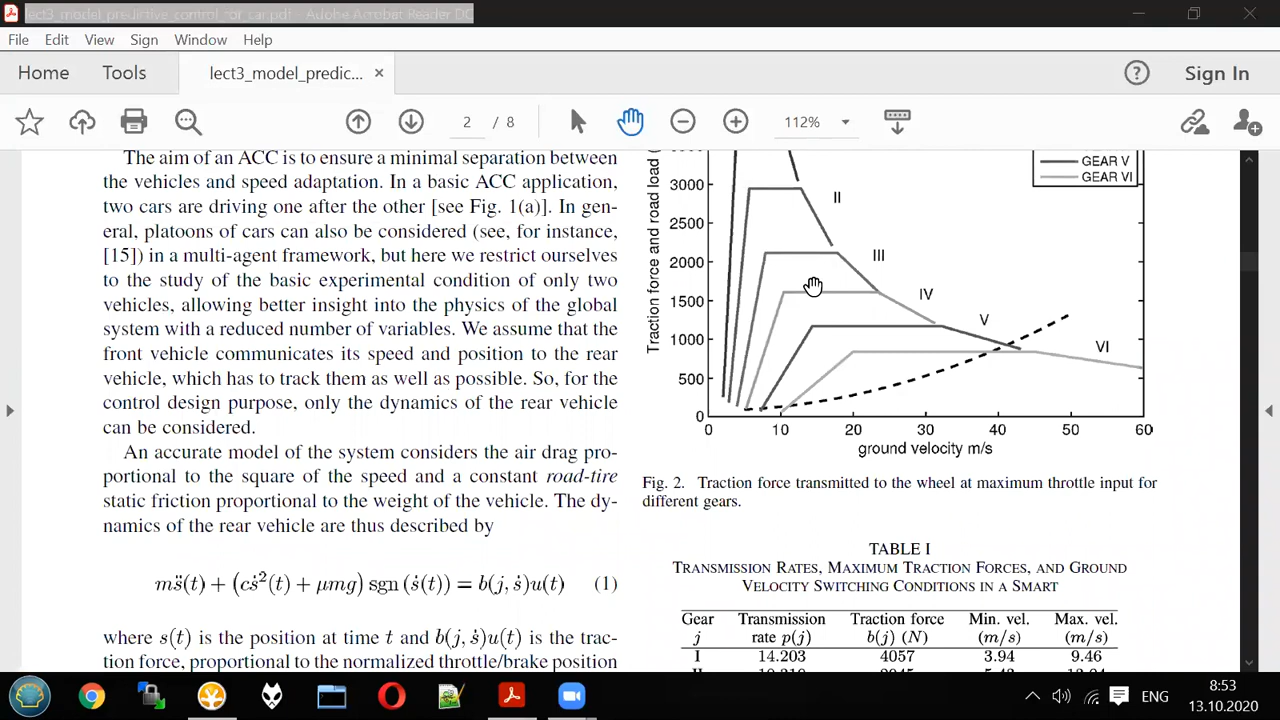 lect3_model_predictive_control_for_car.pdf - Adobe Acrobat Reader DC
File Edit View Sign Window Help
Home Tools lect3_model_predic... × ? Sign In
2 / 8 112%
The aim of an ACC is to ensure a minimal separation between
the vehicles and speed adaptation. In a basic ACC application,
two cars are driving one after the other [see Fig. 1(a)]. In gen-
eral, platoons of cars can also be considered (see, for instance,
[15]) in a multi-agent framework, but here we restrict ourselves
to the study of the basic experimental condition of only two
vehicles, allowing better insight into the physics of the global
system with a reduced number of variables. We assume that the
front vehicle communicates its speed and position to the rear
vehicle, which has to track them as well as possible. So, for the
control design purpose, only the dynamics of the rear vehicle
can be considered.
An accurate model of the system considers the air drag pro-
portional to the square of the speed and a constant road-tire
static friction proportional to the weight of the vehicle. The dy-
namics of the rear vehicle are thus described by
ms̈(t) + (cṡ²(t) + μmg) sgn (ṡ(t)) = b(j, ṡ)u(t) (1)
where s(t) is the position at time t and b(j, ṡ)u(t) is the trac-
tion force, proportional to the normalized throttle/brake position
GEAR V
GEAR VI
Traction force and road load
3000
2500
2000
1500
1000
500
0
II
III
IV
V
VI
0 10 20 30 40 50 60
ground velocity m/s
Fig. 2. Traction force transmitted to the wheel at maximum throttle input for
different gears.
TABLE I
TRANSMISSION RATES, MAXIMUM TRACTION FORCES, AND GROUND
VELOCITY SWITCHING CONDITIONS IN A SMART
Gear Transmission Traction force Min. vel. Max. vel.
j rate p(j) b(j) (N) (m/s) (m/s)
I 14.203 4057 3.94 9.46
ENG
8:53
13.10.2020